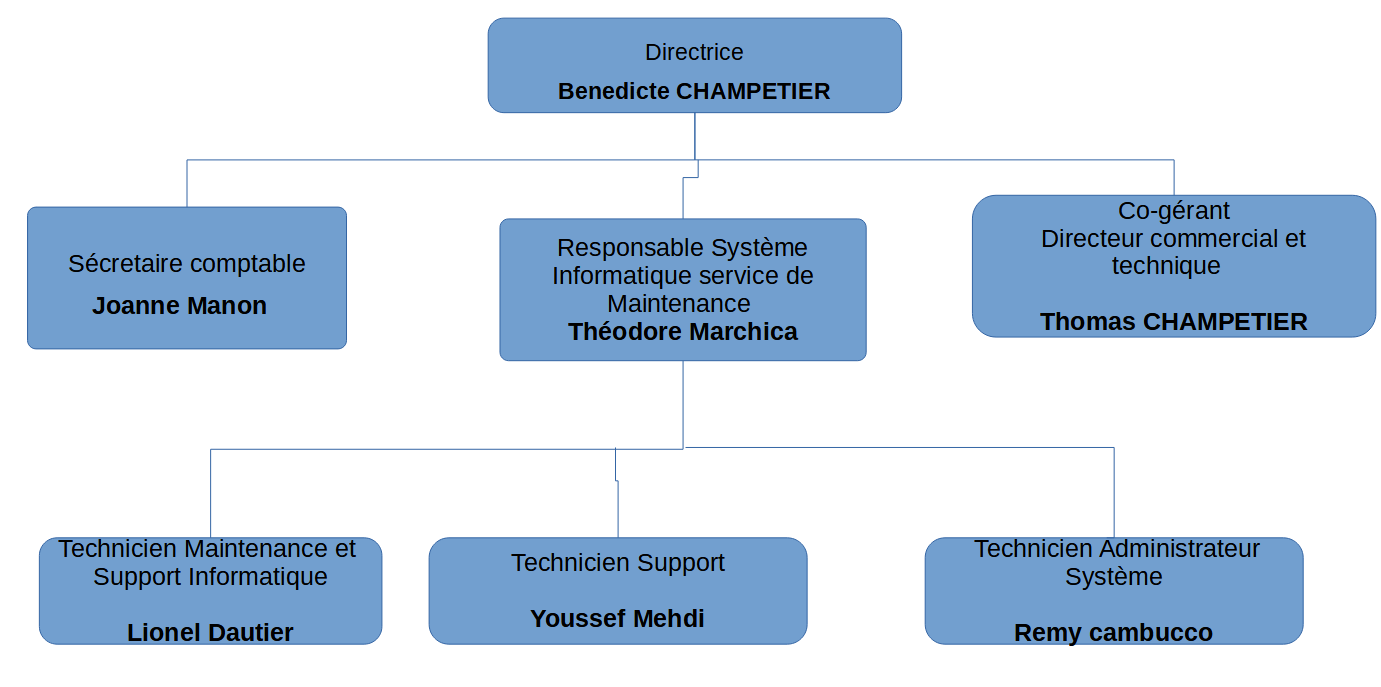 Directrice
Benedicte CHAMPETIER
Sécretaire comptable
Joanne Manon
Responsable Système
Informatique service de
Maintenance
Théodore Marchica
Co-gérant
Directeur commercial et
technique
Thomas CHAMPETIER
Technicien Maintenance et
Support Informatique
Lionel Dautier
Technicien Support
Youssef Mehdi
Technicien Administrateur
Système
Remy cambucco